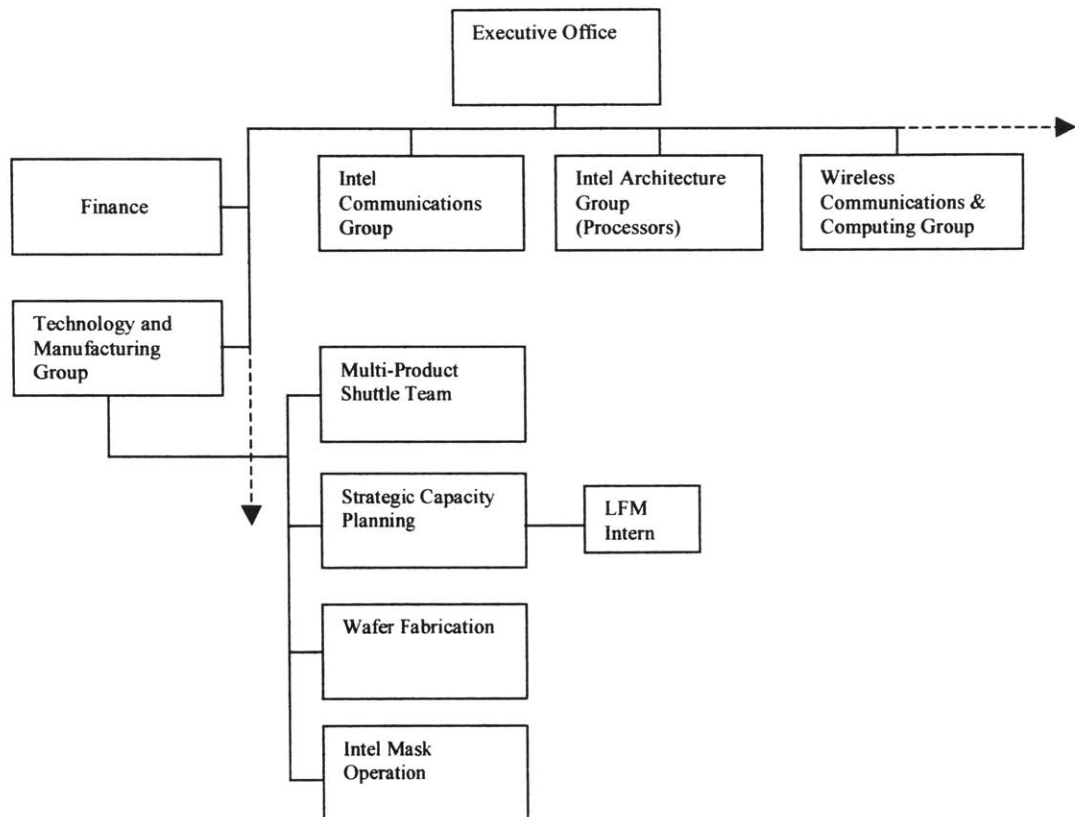 Executive Office
Intel
Communications
Group
Intel Architecture
Group
(Processors)
Wireless
Communications &
Computing Group
Finance
Technology and
Manufacturing
Group
Multi-Product
Shuttle Team
Strategic Capacity
Planning
LFM
Intern
Wafer Fabrication
Intel Mask
Operation